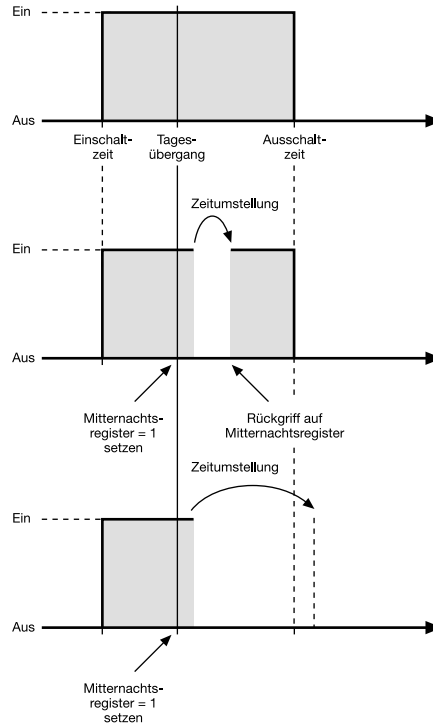 Ein
Aus
Einschalt-
zeit
Tages-
übergang
Ausschalt-
zeit
Zeitumstellung
Ein
Aus
Mitternachts-
register = 1
setzen
Rückgriff auf
Mitternachtsregister
Zeitumstellung
Ein
Aus
Mitternachts-
register = 1
setzen